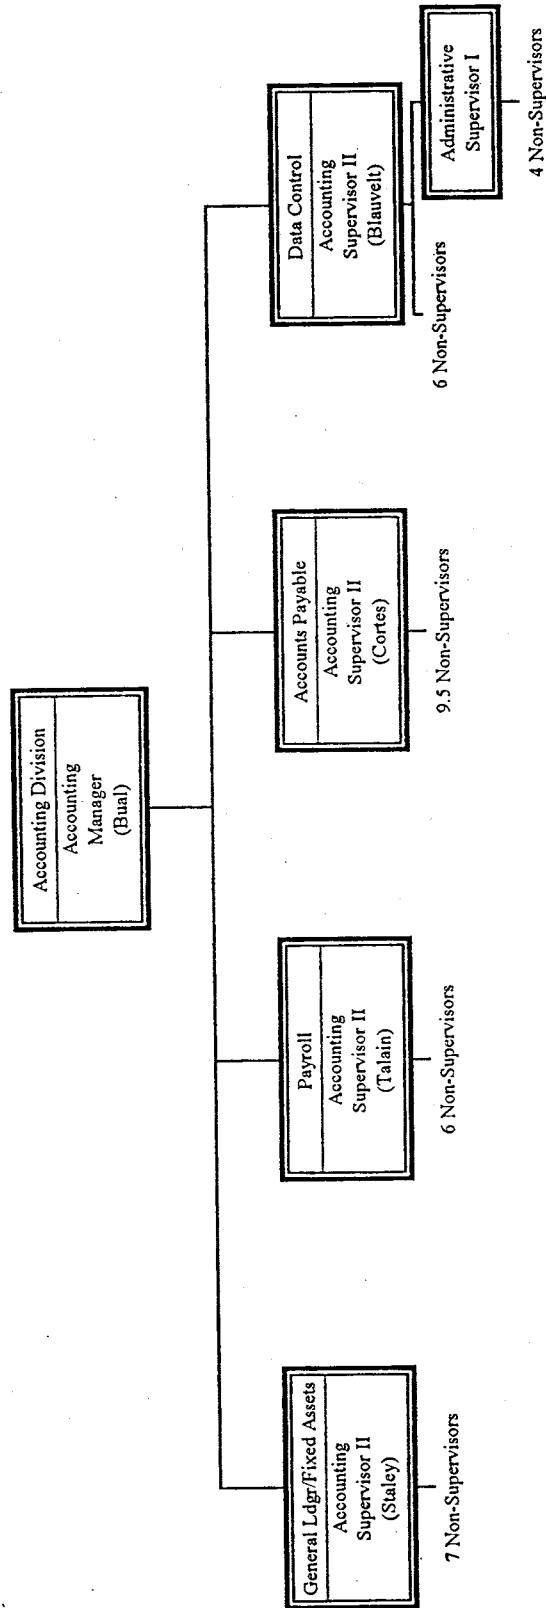 Accounting Division
Accounting
Manager
(Bual)
General Ldgr/Fixed Assets
Accounting
Supervisor II
(Staley)
7 Non-Supervisors
Payroll
Accounting
Supervisor II
(Talain)
6 Non-Supervisors
Accounts Payable
Accounting
Supervisor II
(Cortes)
9.5 Non-Supervisors
Data Control
Accounting
Supervisor II
(Blauvelt)
6 Non-Supervisors
Administrative
Supervisor I
4 Non-Supervisors